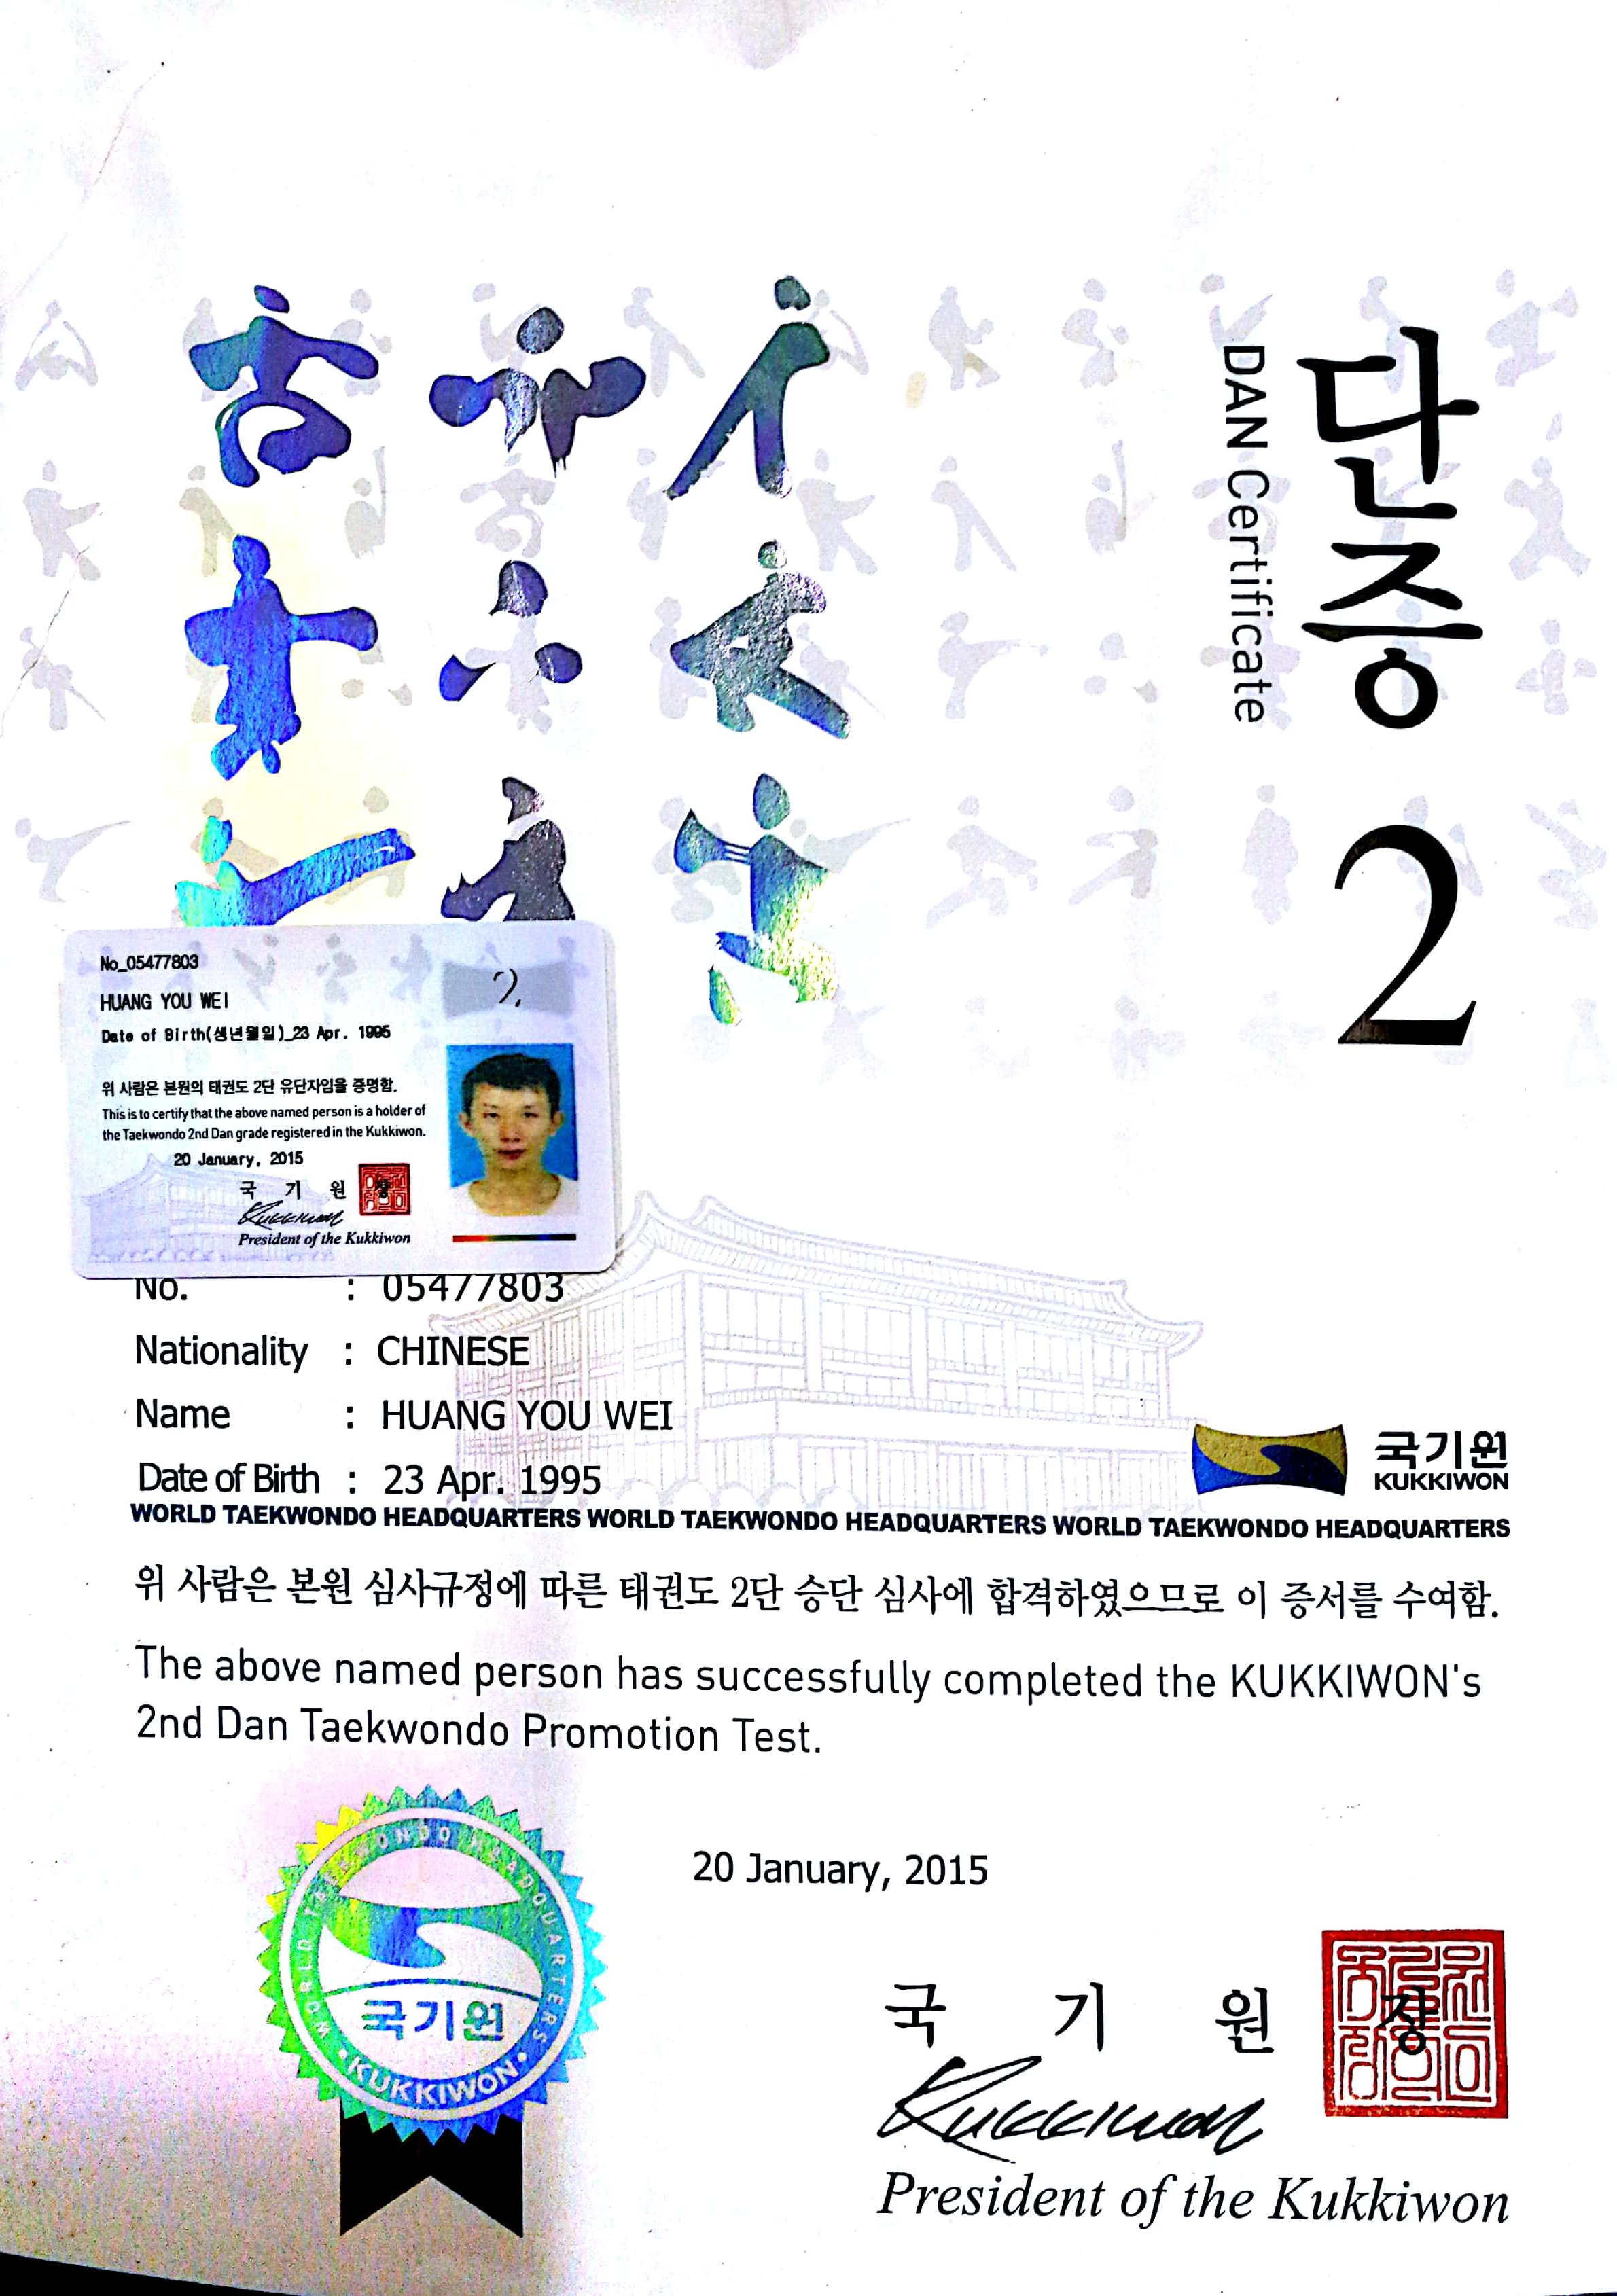 단증
DAN Certificate
2
No_05477803
HUANG YOU WEI
2
Date of Birth(생년월일)_23 Apr. 1995
위 사람은 본원의 태권도 2단 유단자임을 증명함.
This is to certify that the above named person is a holder of
the Taekwondo 2nd Dan grade registered in the Kukkiwon.
20 January, 2015
국 기 원 장
Kukkiwon
President of the Kukkiwon
No. : 05477803
Nationality : CHINESE
Name : HUANG YOU WEI
Date of Birth : 23 Apr. 1995
국기원
KUKKIWON
WORLD TAEKWONDO HEADQUARTERS WORLD TAEKWONDO HEADQUARTERS WORLD TAEKWONDO HEADQUARTERS
위 사람은 본원 심사규정에 따른 태권도 2단 승단 심사에 합격하였으므로 이 증서를 수여함.
The above named person has successfully completed the KUKKIWON's
2nd Dan Taekwondo Promotion Test.
WORLD TAEKWONDO HEADQUARTERS
국기원
•KUKKIWON•
20 January, 2015
국 기 원 장
Kukkiwon
President of the Kukkiwon